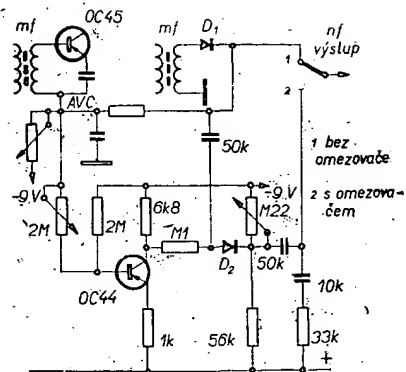 OC45
mf
mf
D1
nf
výstup
1
AVC
2
50k
1 bez
omezovače
-9V
-9V
2 s omezova-
čem
2M
2M
6k8
M22
M1
D2
50k
10k
OC44
1k
56k
33k
+